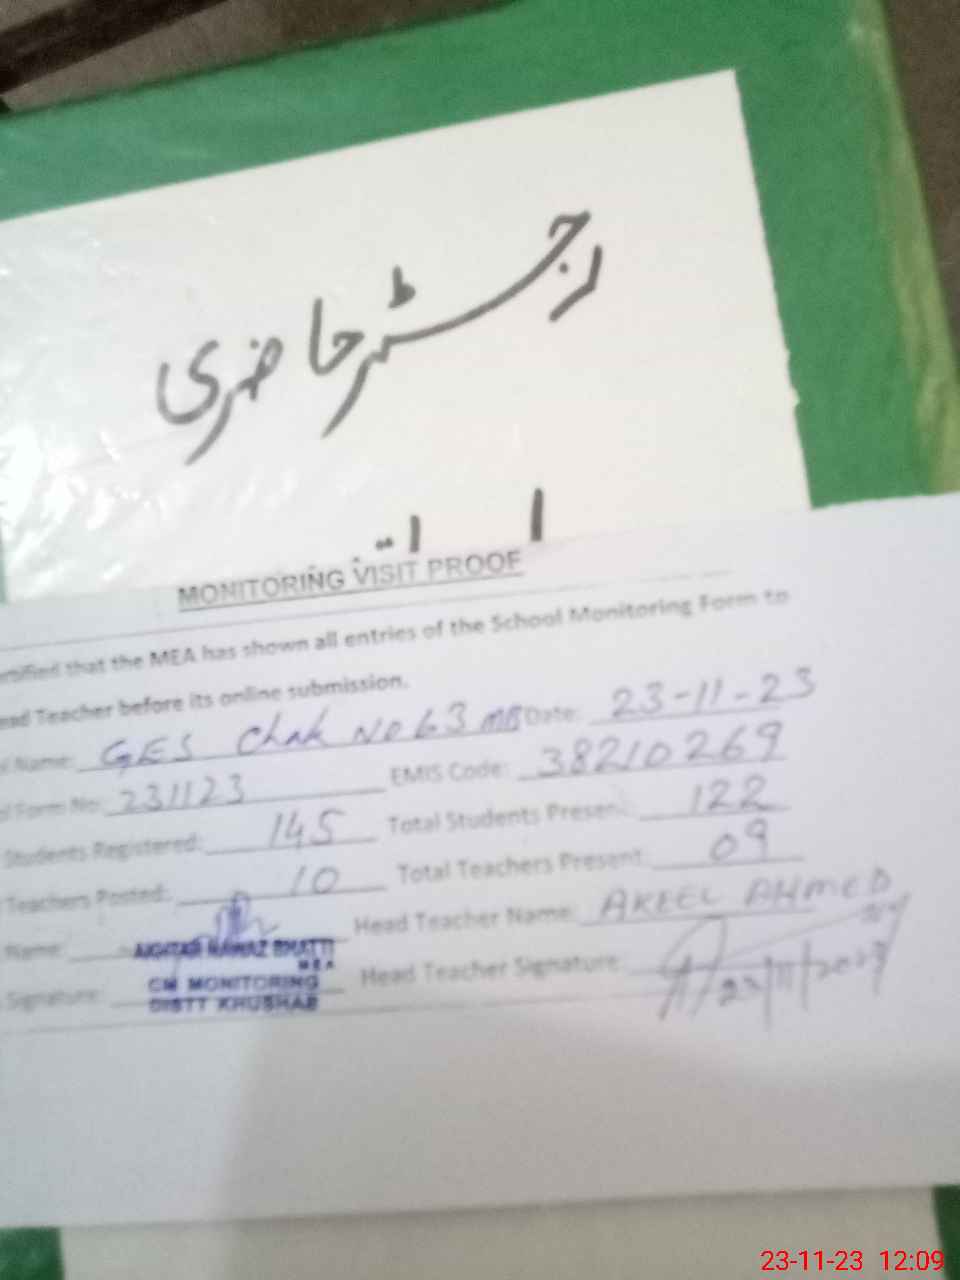 رجسٹر حاضری
MONITORING VISIT PROOF
that the MEA has shown all entries of the School Monitoring Form to
ead Teacher before its online submission.
Name: GES Chak No 63 MB Date: 23-11-23
Form No: 231123 EMIS Code: 38210269
Students Registered: 145 Total Students Present: 122
Teachers Posted: 10 Total Teachers Present: 09
Name: AKHTAR NAWAZ BHATTI Head Teacher Name: AKEEL AHMED
MEA
Signature: CM MONITORING Head Teacher Signature: 23/11/2023
DISTT KHUSHAB
23-11-23 12:09